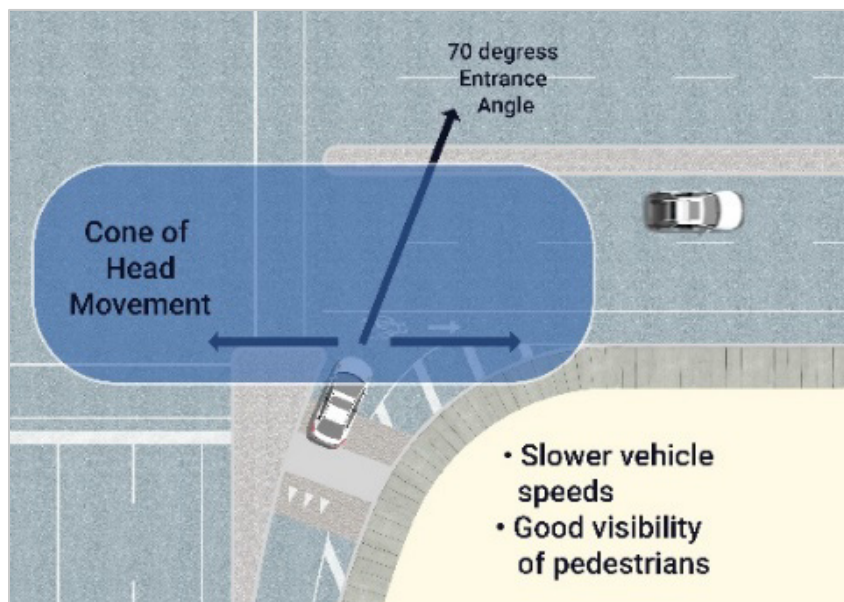 70 degress
Entrance
Angle
Cone of
Head
Movement
• Slower vehicle
speeds
• Good visibility
of pedestrians